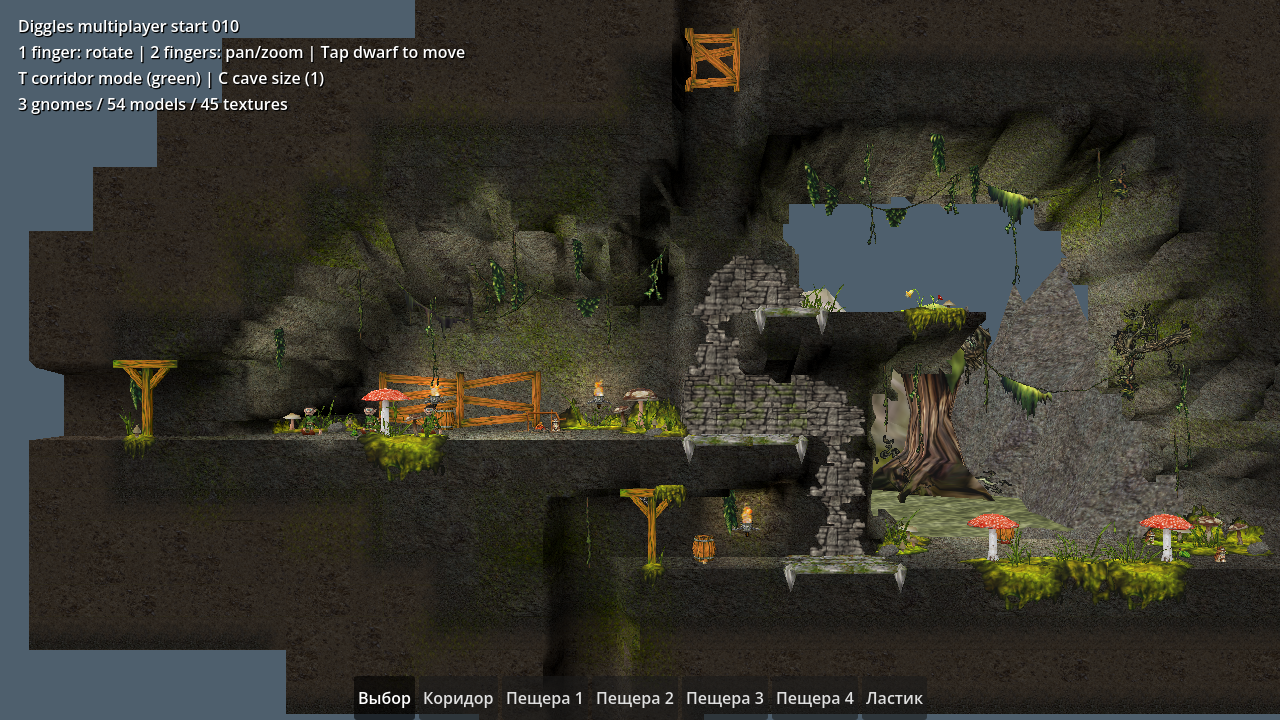 Diggles multiplayer start 010
1 finger: rotate | 2 fingers: pan/zoom | Tap dwarf to move
T corridor mode (green) | C cave size (1)
3 gnomes / 54 models / 45 textures
Выбор Коридор Пещера 1 Пещера 2 Пещера 3 Пещера 4 Ластик